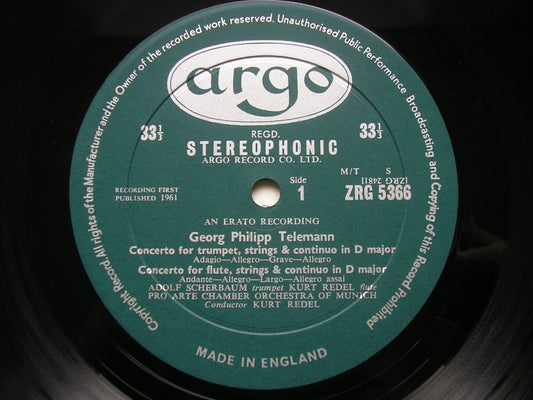 Copyright Record All rights of the Manufacturer and the Owner of the recorded work reserved. Unauthorised Public Performance Broadcasting and Copying of this Record Prohibited
argo
REGD.
33⅓ 33⅓
STEREOPHONIC
ARGO RECORD CO. LTD.
M/T S
Side (ZRG 2481)
RECORDING FIRST 1 ZRG 5366
PUBLISHED 1961
AN ERATO RECORDING
Georg Philipp Telemann
Concerto for trumpet, strings & continuo in D major
Adagio—Allegro—Grave—Allegro
Concerto for flute, strings & continuo in D major
Andante—Allegro—Largo—Allegro assai
ADOLF SCHERBAUM trumpet KURT REDEL flute
PRO ARTE CHAMBER ORCHESTRA OF MUNICH
Conductor KURT REDEL
MADE IN ENGLAND